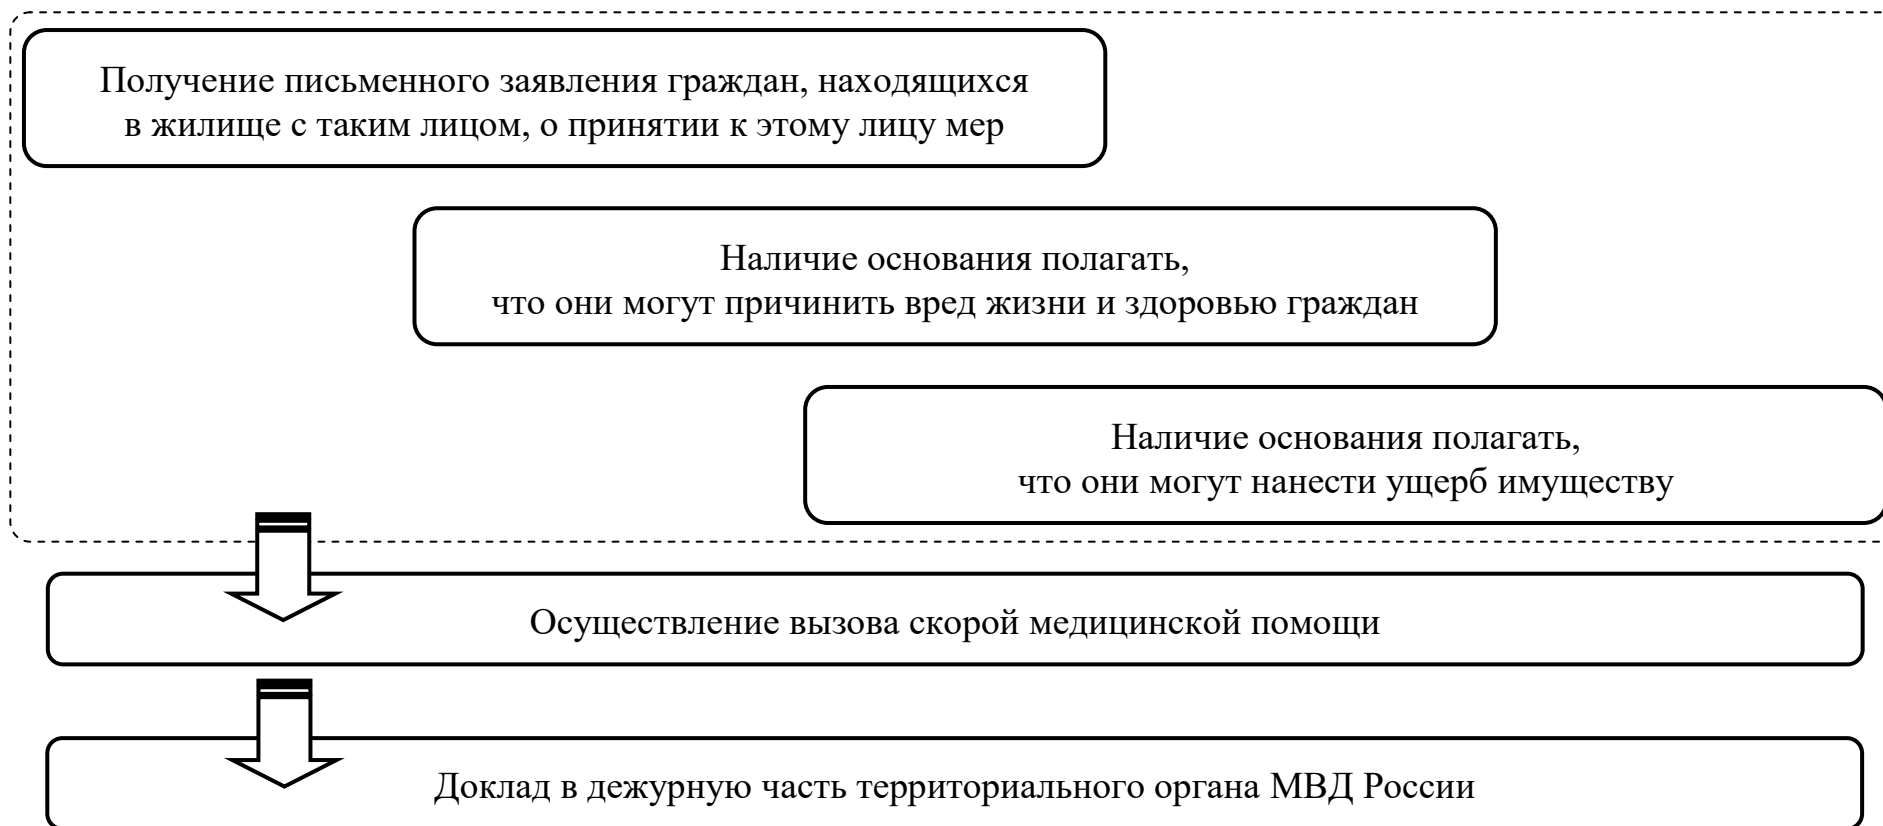 Получение письменного заявления граждан, находящихся
в жилище с таким лицом, о принятии к этому лицу мер
Наличие основания полагать,
что они могут причинить вред жизни и здоровью граждан
Наличие основания полагать,
что они могут нанести ущерб имуществу
Осуществление вызова скорой медицинской помощи
Доклад в дежурную часть территориального органа МВД России